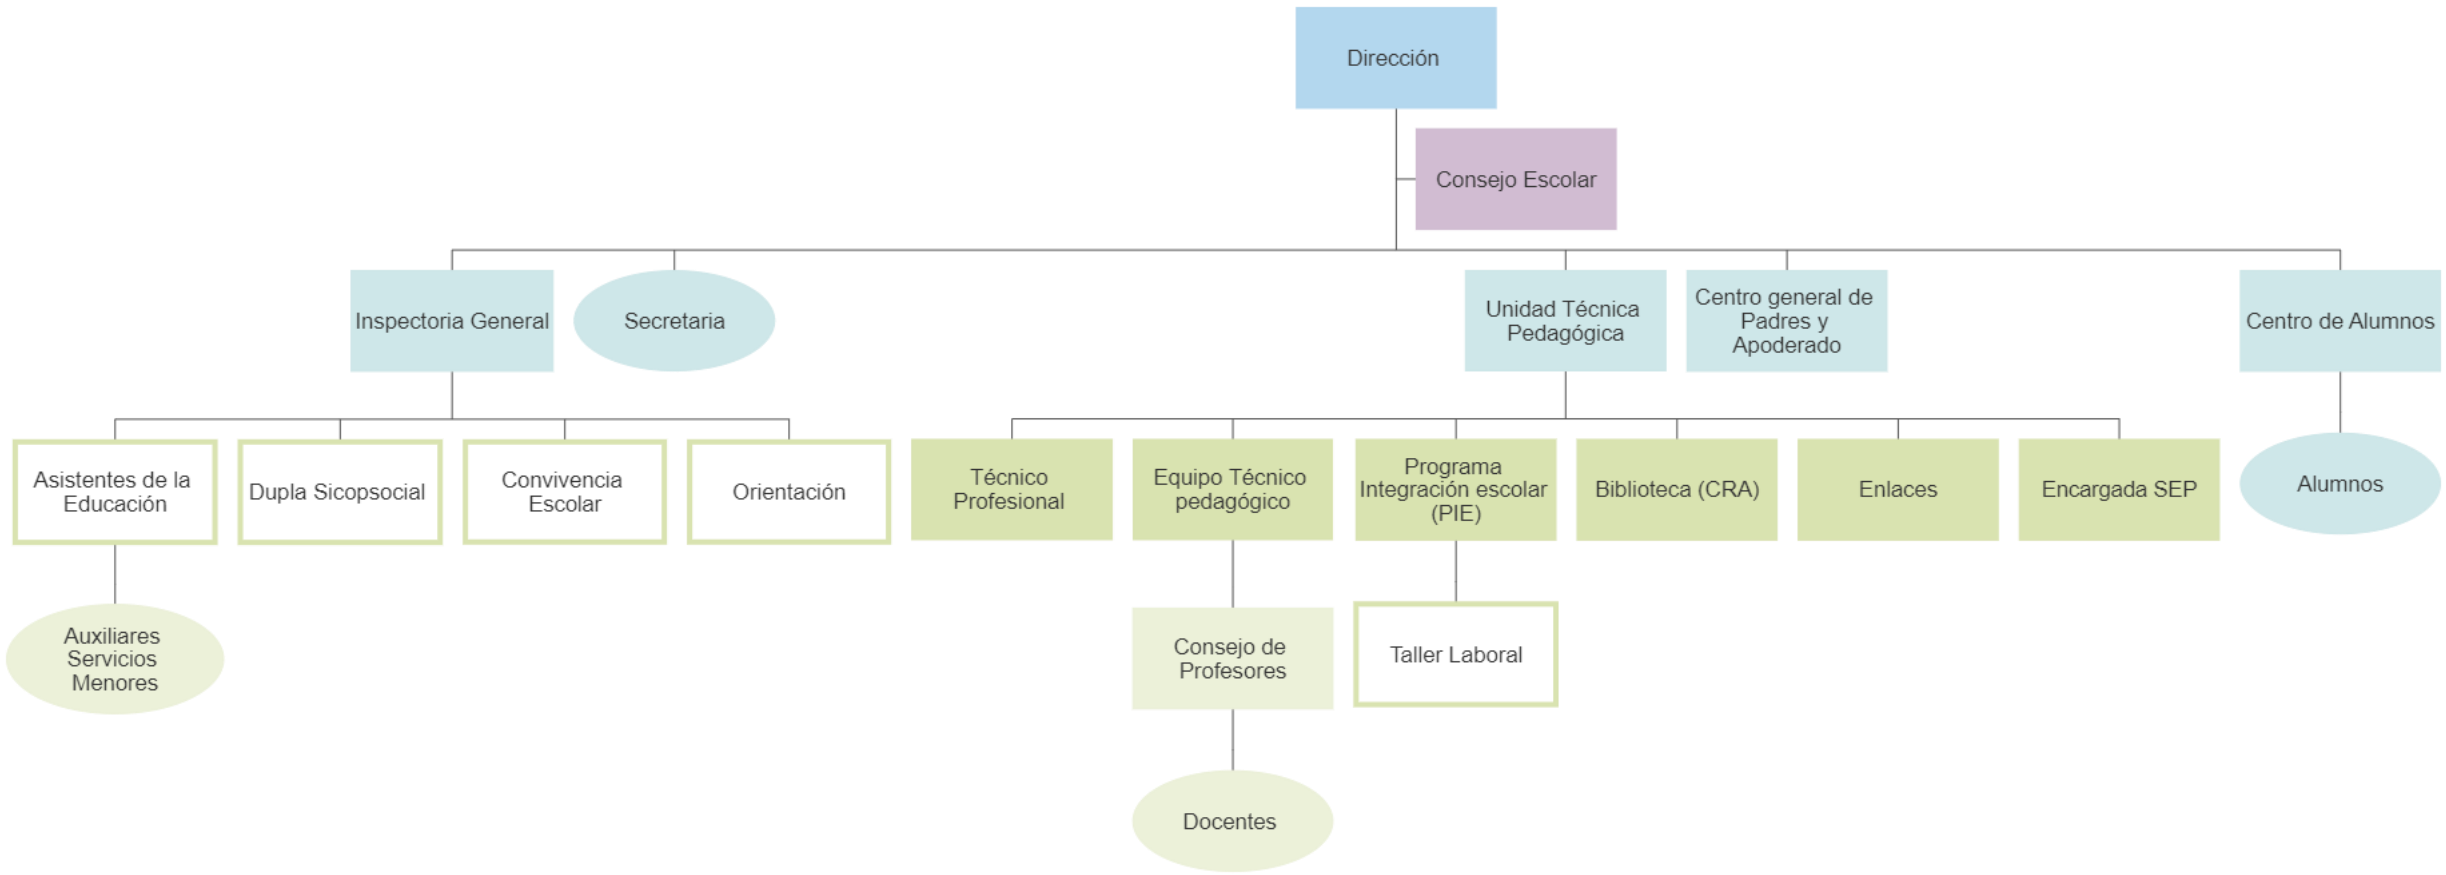 Dirección
Consejo Escolar
Inspectoria General
Secretaria
Unidad Técnica
Pedagógica
Centro general de
Padres y
Apoderado
Centro de Alumnos
Asistentes de la
Educación
Dupla Sicopsocial
Convivencia
Escolar
Orientación
Técnico
Profesional
Equipo Técnico
pedagógico
Programa
Integración escolar
(PIE)
Biblioteca (CRA)
Enlaces
Encargada SEP
Alumnos
Auxiliares
Servicios
Menores
Consejo de
Profesores
Taller Laboral
Docentes